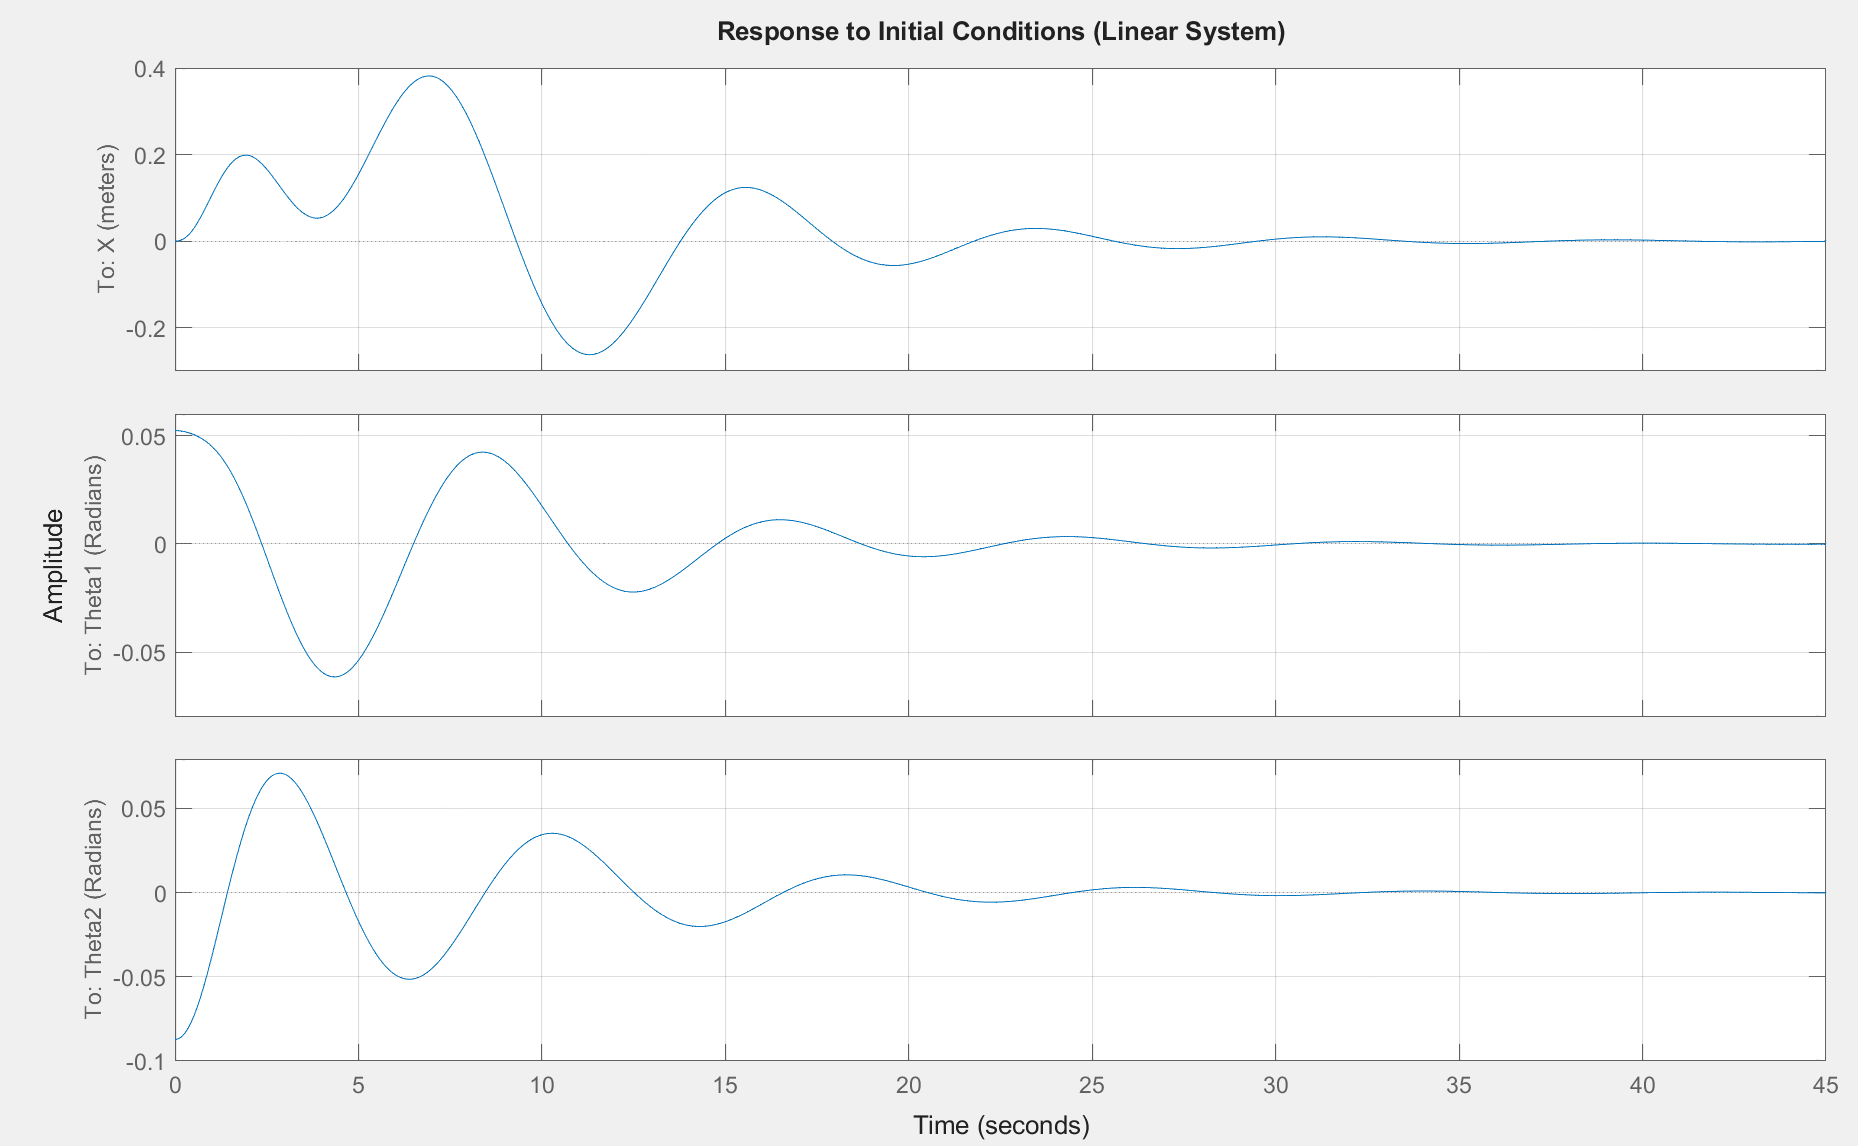 Response to Initial Conditions (Linear System)
0.4
0.2
0
-0.2
To: X (meters)
0.05
0
-0.05
To: Theta1 (Radians)
Amplitude
0.05
0
-0.05
-0.1
To: Theta2 (Radians)
0 5 10 15 20 25 30 35 40 45
Time (seconds)